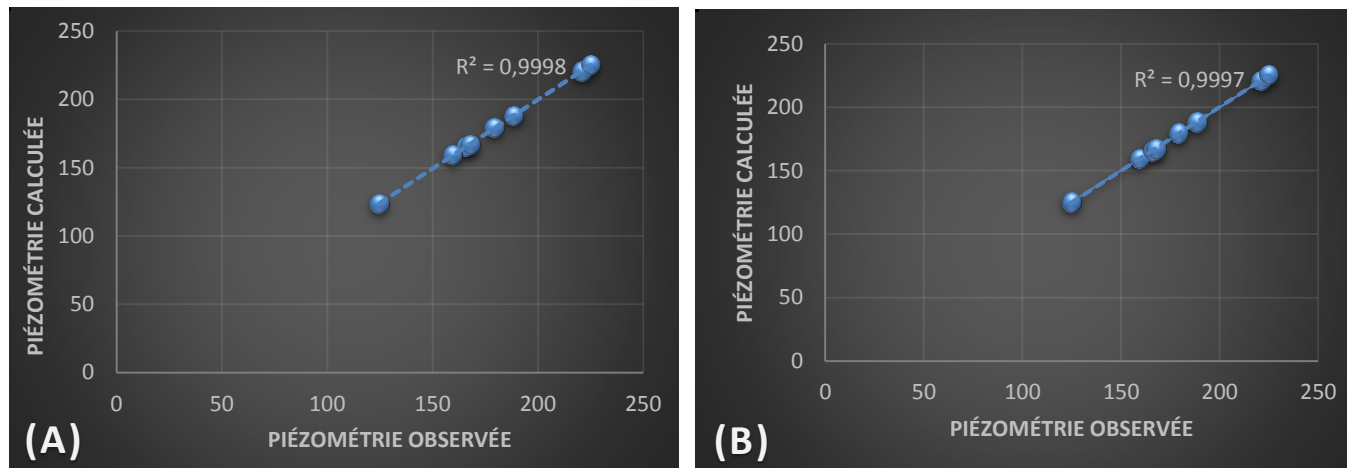 250
200
150
100
50
0
PIÉZOMÉTRIE CALCULÉE
R² = 0,9998
0 50 100 150 200 250
PIÉZOMÉTRIE OBSERVÉE
(A)
250
200
150
100
50
0
PIÉZOMÉTRIE CALCULÉE
R² = 0,9997
0 50 100 150 200 250
PIÉZOMÉTRIE OBSERVÉE
(B)